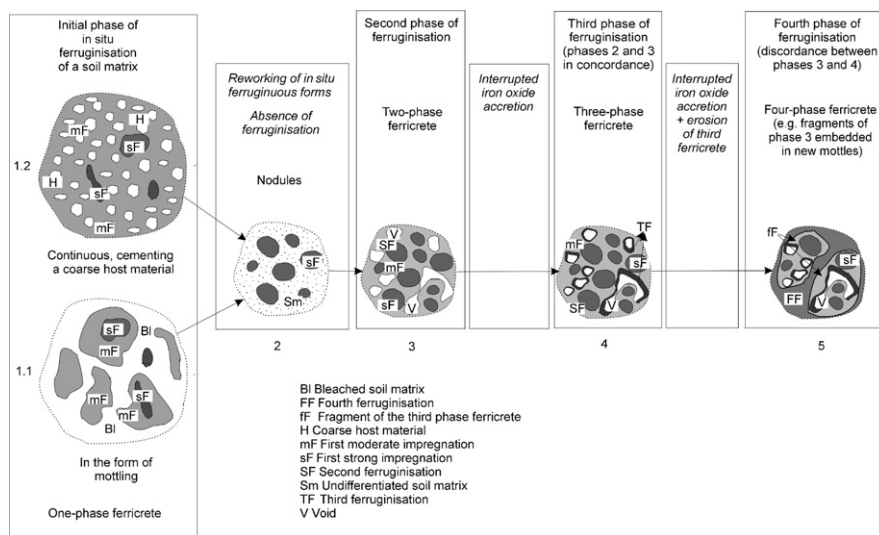 Initial phase of
in situ
ferruginisation
of a soil matrix
H
mF
sF
1.2
H
sF
mF
Continuous, cementing
a coarse host material
sF
Bl
mF
1.1
sF
mF
mF
Bl
In the form of
mottling
One-phase ferricrete
Reworking of in situ
ferruginuous forms
Absence of
ferruginisation
Nodules
sF
Sm
2
Second phase of
ferruginisation
Two-phase
ferricrete
V
SF
mF
sF
V
3
Interrupted
iron oxide
accretion
Third phase of
ferruginisation
(phases 2 and 3
in concordance)
Three-phase
ferricrete
TF
mF
sF
SF
V
4
Interrupted
iron oxide
accretion
+ erosion
of third
ferricrete
Fourth phase of
ferruginisation
(discordance between
phases 3 and 4)
Four-phase ferricrete
(e.g. fragments of
phase 3 embedded
in new mottles)
fF
sF
FF
V
5
Bl Bleached soil matrix
FF Fourth ferruginisation
fF Fragment of the third phase ferricrete
H Coarse host material
mF First moderate impregnation
sF First strong impregnation
SF Second ferruginisation
Sm Undifferentiated soil matrix
TF Third ferruginisation
V Void